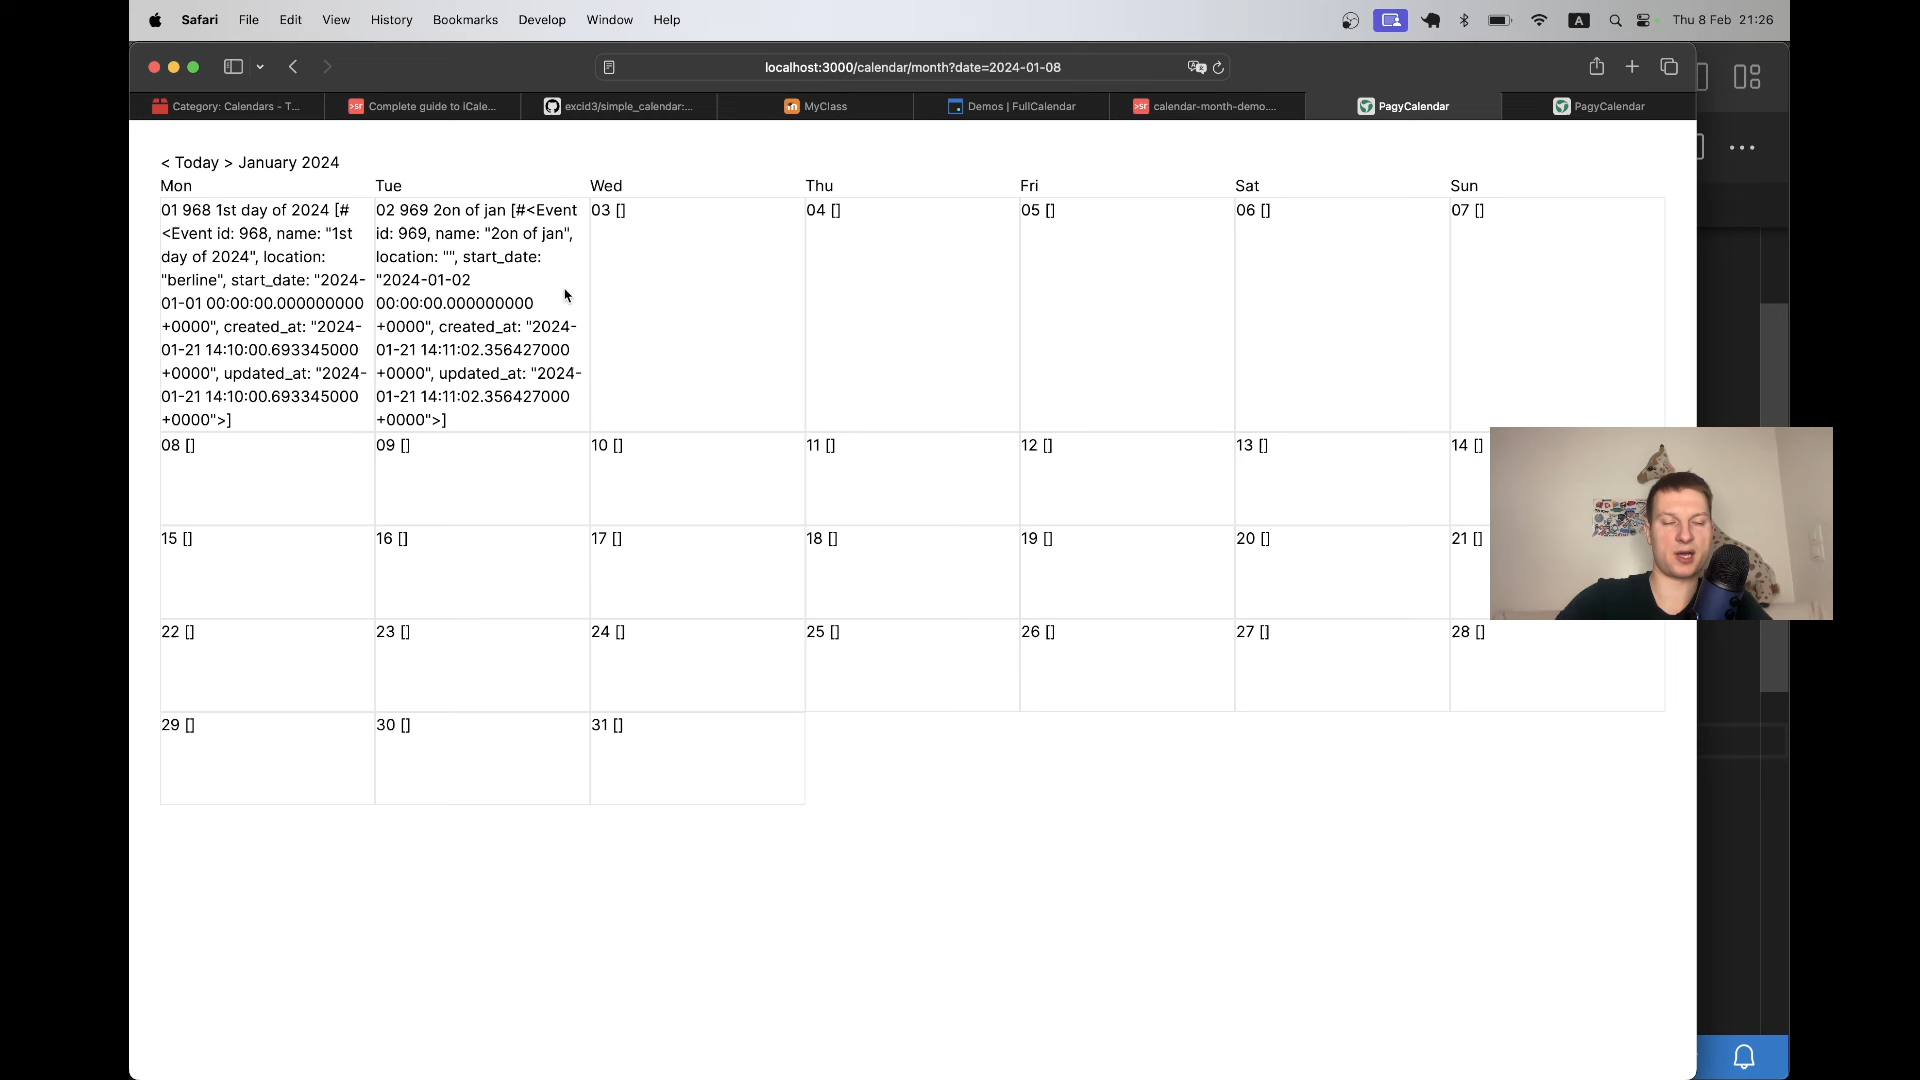 Safari File Edit View History Bookmarks Develop Window Help A Thu 8 Feb 21:26
localhost:3000/calendar/month?date=2024-01-08
Category: Calendars - T... Complete guide to iCale... excid3/simple_calendar:... MyClass Demos | FullCalendar calendar-month-demo.... PagyCalendar PagyCalendar
< Today > January 2024
Mon Tue Wed Thu Fri Sat Sun
01 968 1st day of 2024 [#
<Event id: 968, name: "1st
day of 2024", location:
"berline", start_date: "2024-
01-01 00:00:00.000000000
+0000", created_at: "2024-
01-21 14:10:00.693345000
+0000", updated_at: "2024-
01-21 14:10:00.693345000
+0000">]
02 969 2on of jan [#<Event
id: 969, name: "2on of jan",
location: "", start_date:
"2024-01-02
00:00:00.000000000
+0000", created_at: "2024-
01-21 14:11:02.356427000
+0000", updated_at: "2024-
01-21 14:11:02.356427000
+0000">]
03 [] 04 [] 05 [] 06 [] 07 []
08 [] 09 [] 10 [] 11 [] 12 [] 13 [] 14 []
15 [] 16 [] 17 [] 18 [] 19 [] 20 [] 21 []
22 [] 23 [] 24 [] 25 [] 26 [] 27 [] 28 []
29 [] 30 [] 31 []